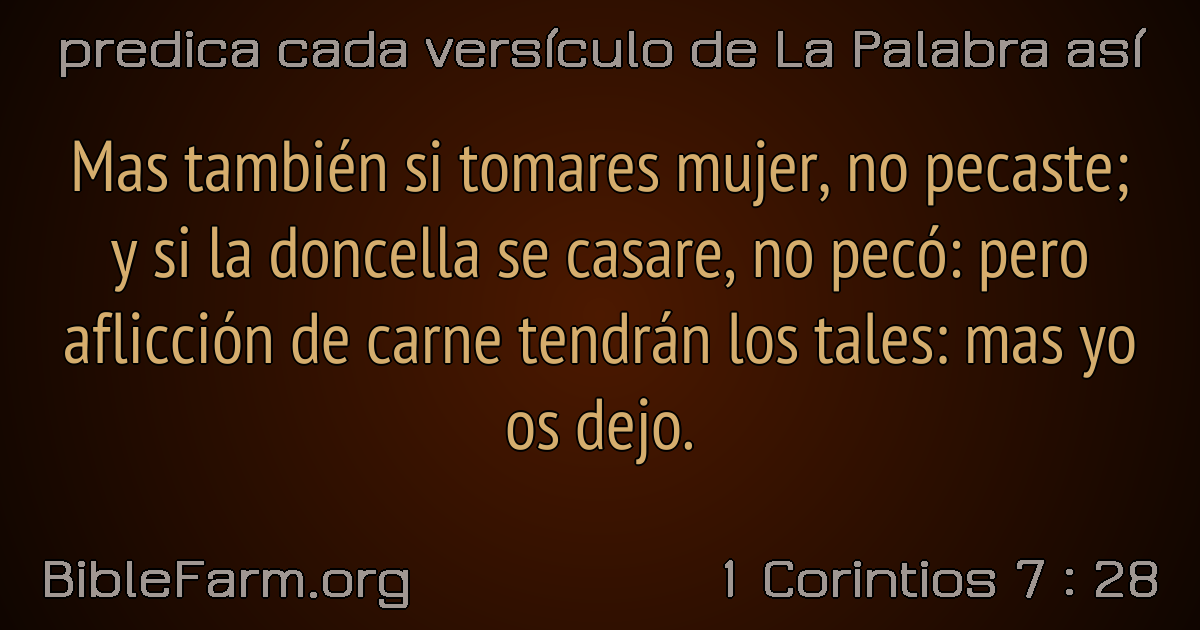 predica cada versículo de La Palabra así
Mas también si tomares mujer, no pecaste;
y si la doncella se casare, no pecó: pero
aflicción de carne tendrán los tales: mas yo
os dejo.
BibleFarm.org
1 Corintios 7 : 28